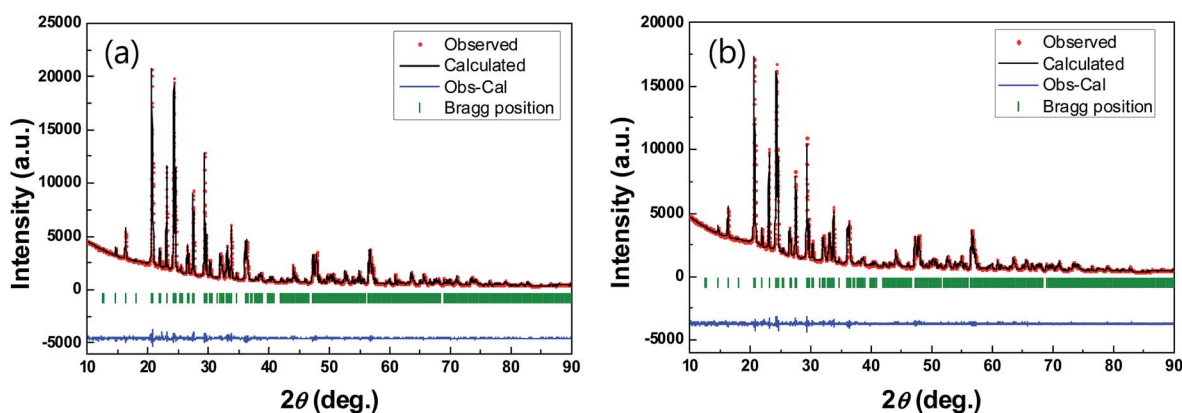 (a)
Observed
Calculated
Obs-Cal
Bragg position
Intensity (a.u.)
25000
20000
15000
10000
5000
0
-5000
10 20 30 40 50 60 70 80 90
2θ (deg.)
(b)
Observed
Calculated
Obs-Cal
Bragg position
Intensity (a.u.)
20000
15000
10000
5000
0
-5000
10 20 30 40 50 60 70 80 90
2θ (deg.)